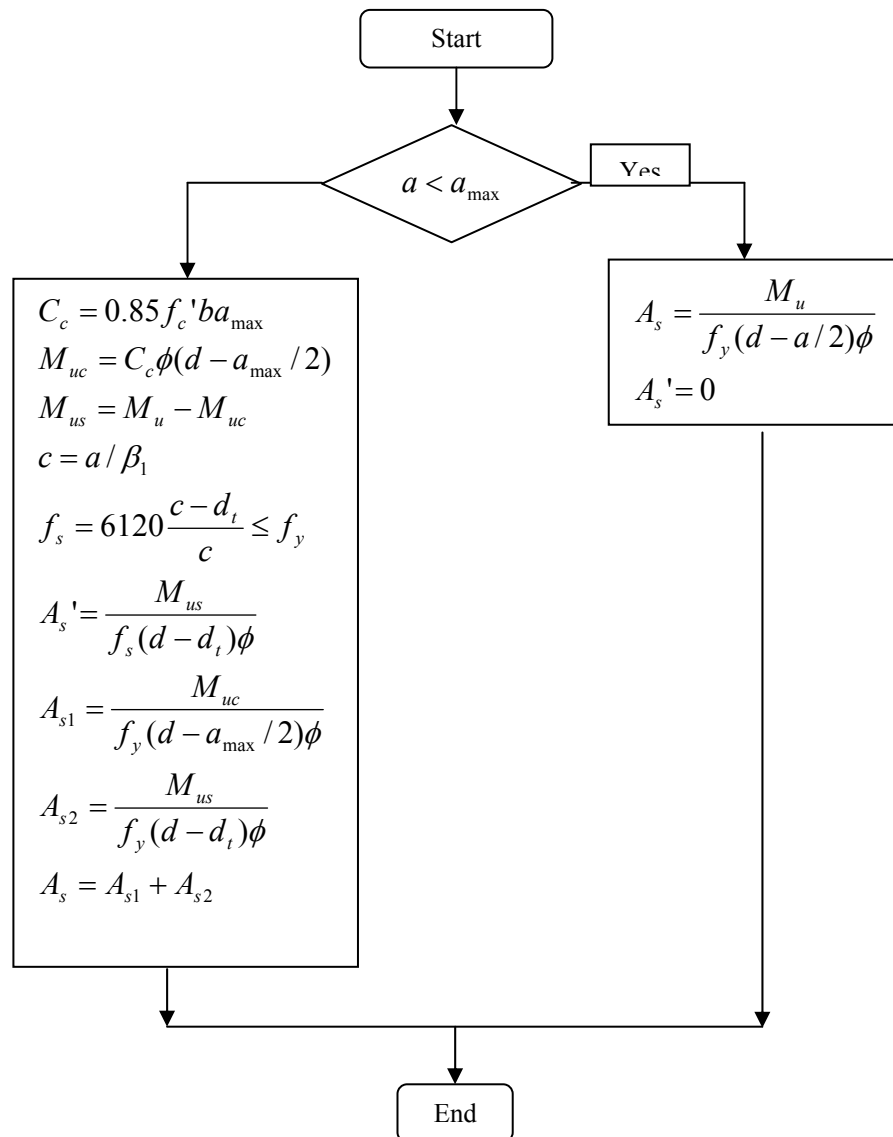 Start
a < a_max
Yes
C_c = 0.85 f_c' b a_max
M_uc = C_c ϕ(d − a_max / 2)
M_us = M_u − M_uc
c = a / β_1
f_s = 6120 (c − d_t)/c ≤ f_y
A_s' = M_us/(f_y(d − d_t)ϕ)
A_s1 = M_uc/(f_y(d − a_max / 2)ϕ)
A_s2 = M_us/(f_y(d − d_t)ϕ)
A_s = A_s1 + A_s2
A_s = M_u/(f_y(d − a/2)ϕ)
A_s' = 0
End